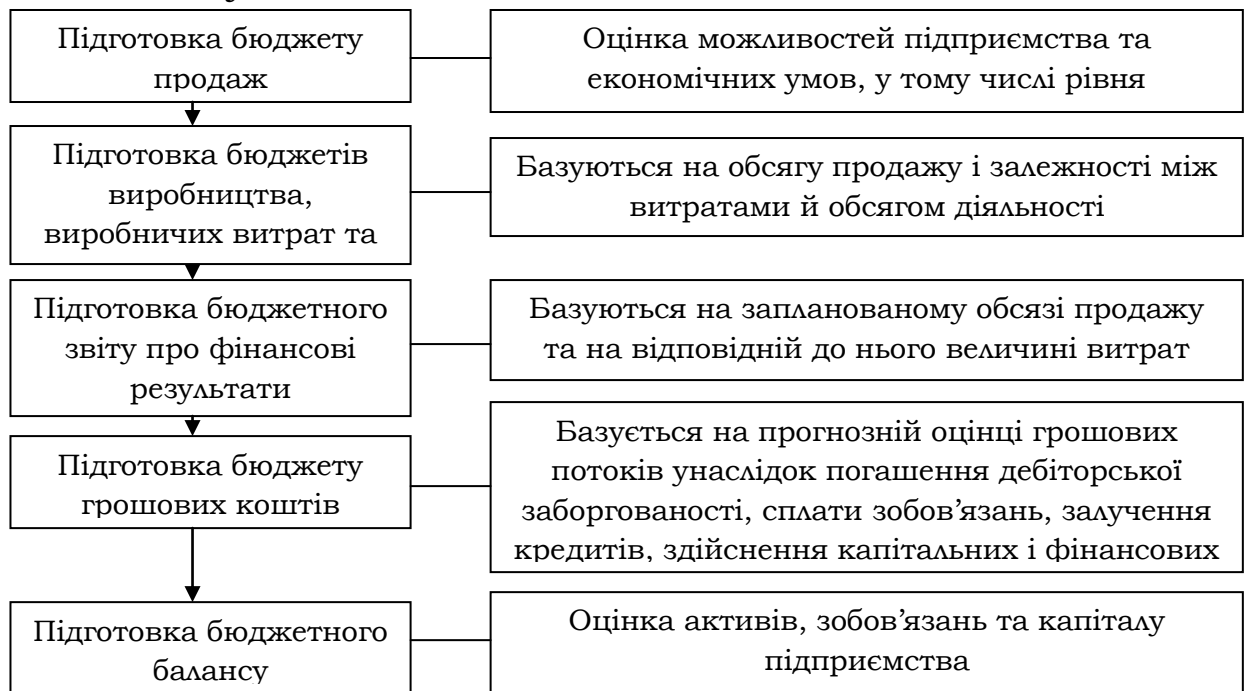 Підготовка бюджету
продаж
Оцінка можливостей підприємства та
економічних умов, у тому числі рівня
Підготовка бюджетів
виробництва,
виробничих витрат та
Базуються на обсягу продажу і залежності між
витратами й обсягом діяльності
Підготовка бюджетного
звіту про фінансові
результати
Базуються на запланованому обсязі продажу
та на відповідній до нього величині витрат
Підготовка бюджету
грошових коштів
Базується на прогнозній оцінці грошових
потоків унаслідок погашення дебіторської
заборгованості, сплати зобов’язань, залучення
кредитів, здійснення капітальних і фінансових
Підготовка бюджетного
балансу
Оцінка активів, зобов’язань та капіталу
підприємства